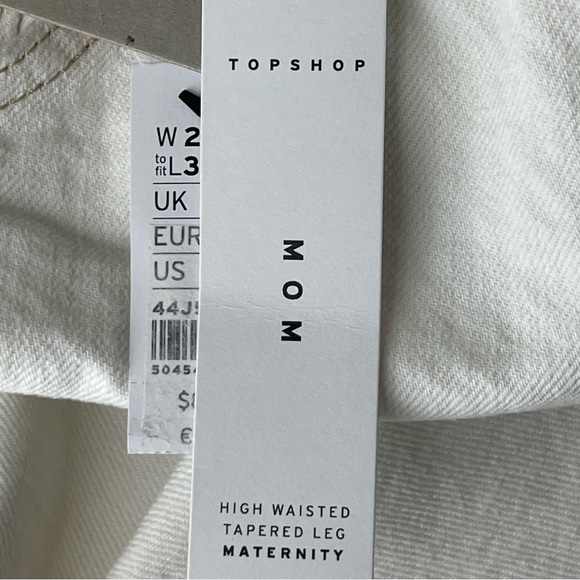 TOPSHOP
W 2
to fit L3
UK
EUR
US
44J5
5045
$
€
MOM
HIGH WAISTED
TAPERED LEG
MATERNITY